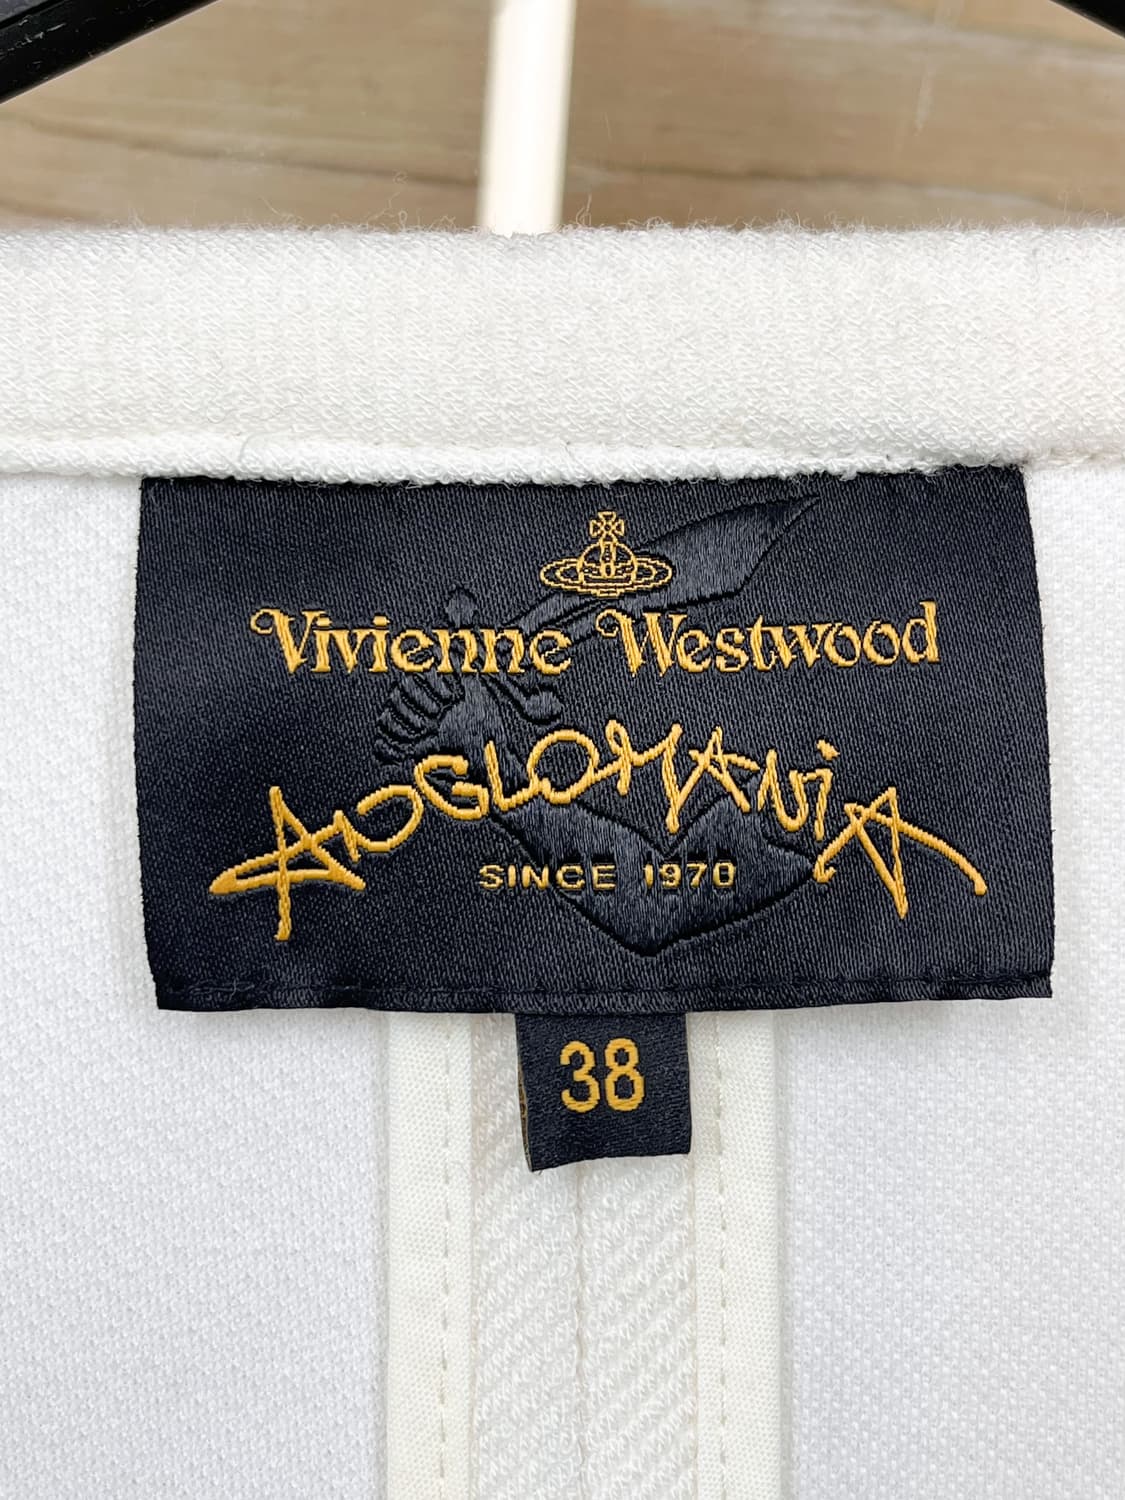 Vivienne Westwood
ANGLOMANIA
SINCE 1970
38